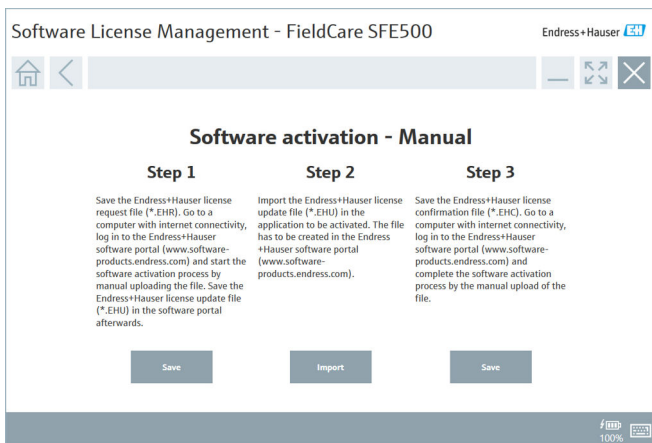 Software License Management - FieldCare SFE500
Endress+Hauser EH
Software activation - Manual
Step 1
Save the Endress+Hauser license
request file (*.EHR). Go to a
computer with internet connectivity,
log in to the Endress+Hauser
software portal (www.software-
products.endress.com) and start the
software activation process by
manual uploading the file. Save the
Endress+Hauser license update file
(*.EHU) in the software portal
afterwards.
Save
Step 2
Import the Endress+Hauser license
update file (*.EHU) in the
application to be activated. The file
has to be created in the Endress
+Hauser software portal
(www.software-
products.endress.com).
Import
Step 3
Save the Endress+Hauser license
confirmation file (*.EHC). Go to a
computer with internet connectivity,
log in to the Endress+Hauser
software portal (www.software-
products.endress.com) and
complete the software activation
process by the manual upload of the
file.
Save
100%